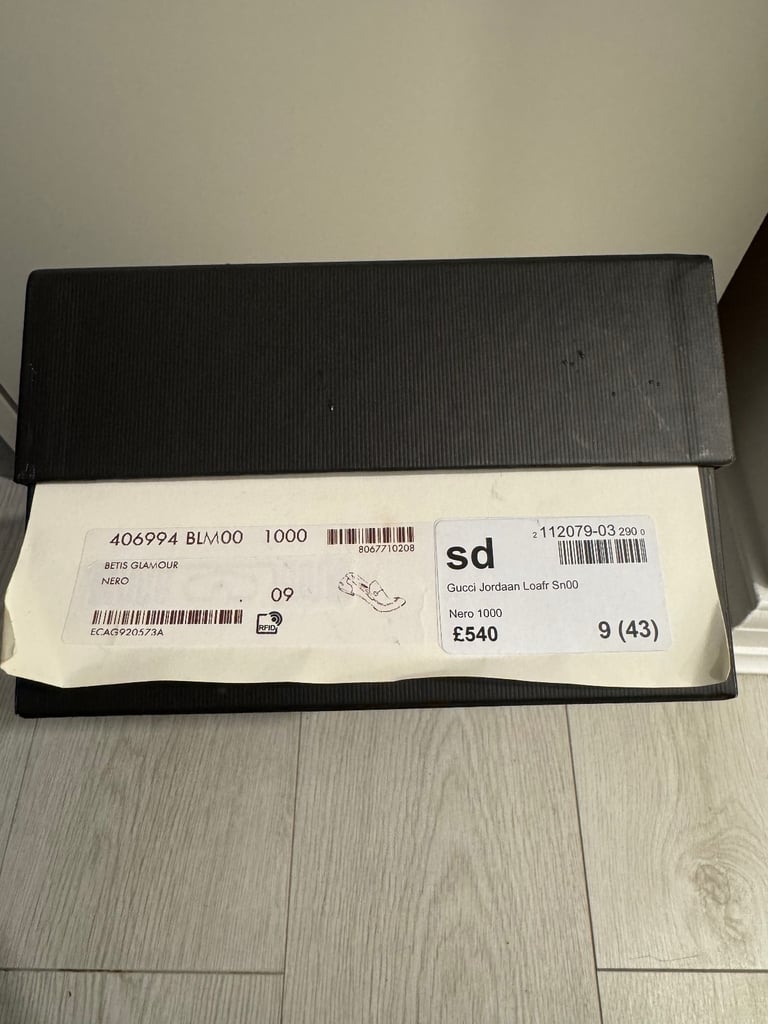 406994 BLM00 1000
8067710208
BETIS GLAMOUR
NERO
09
ECAG920573A
RFID
sd
2 112079-03 290 0
Gucci Jordaan Loafr Sn00
Nero 1000
£540
9 (43)